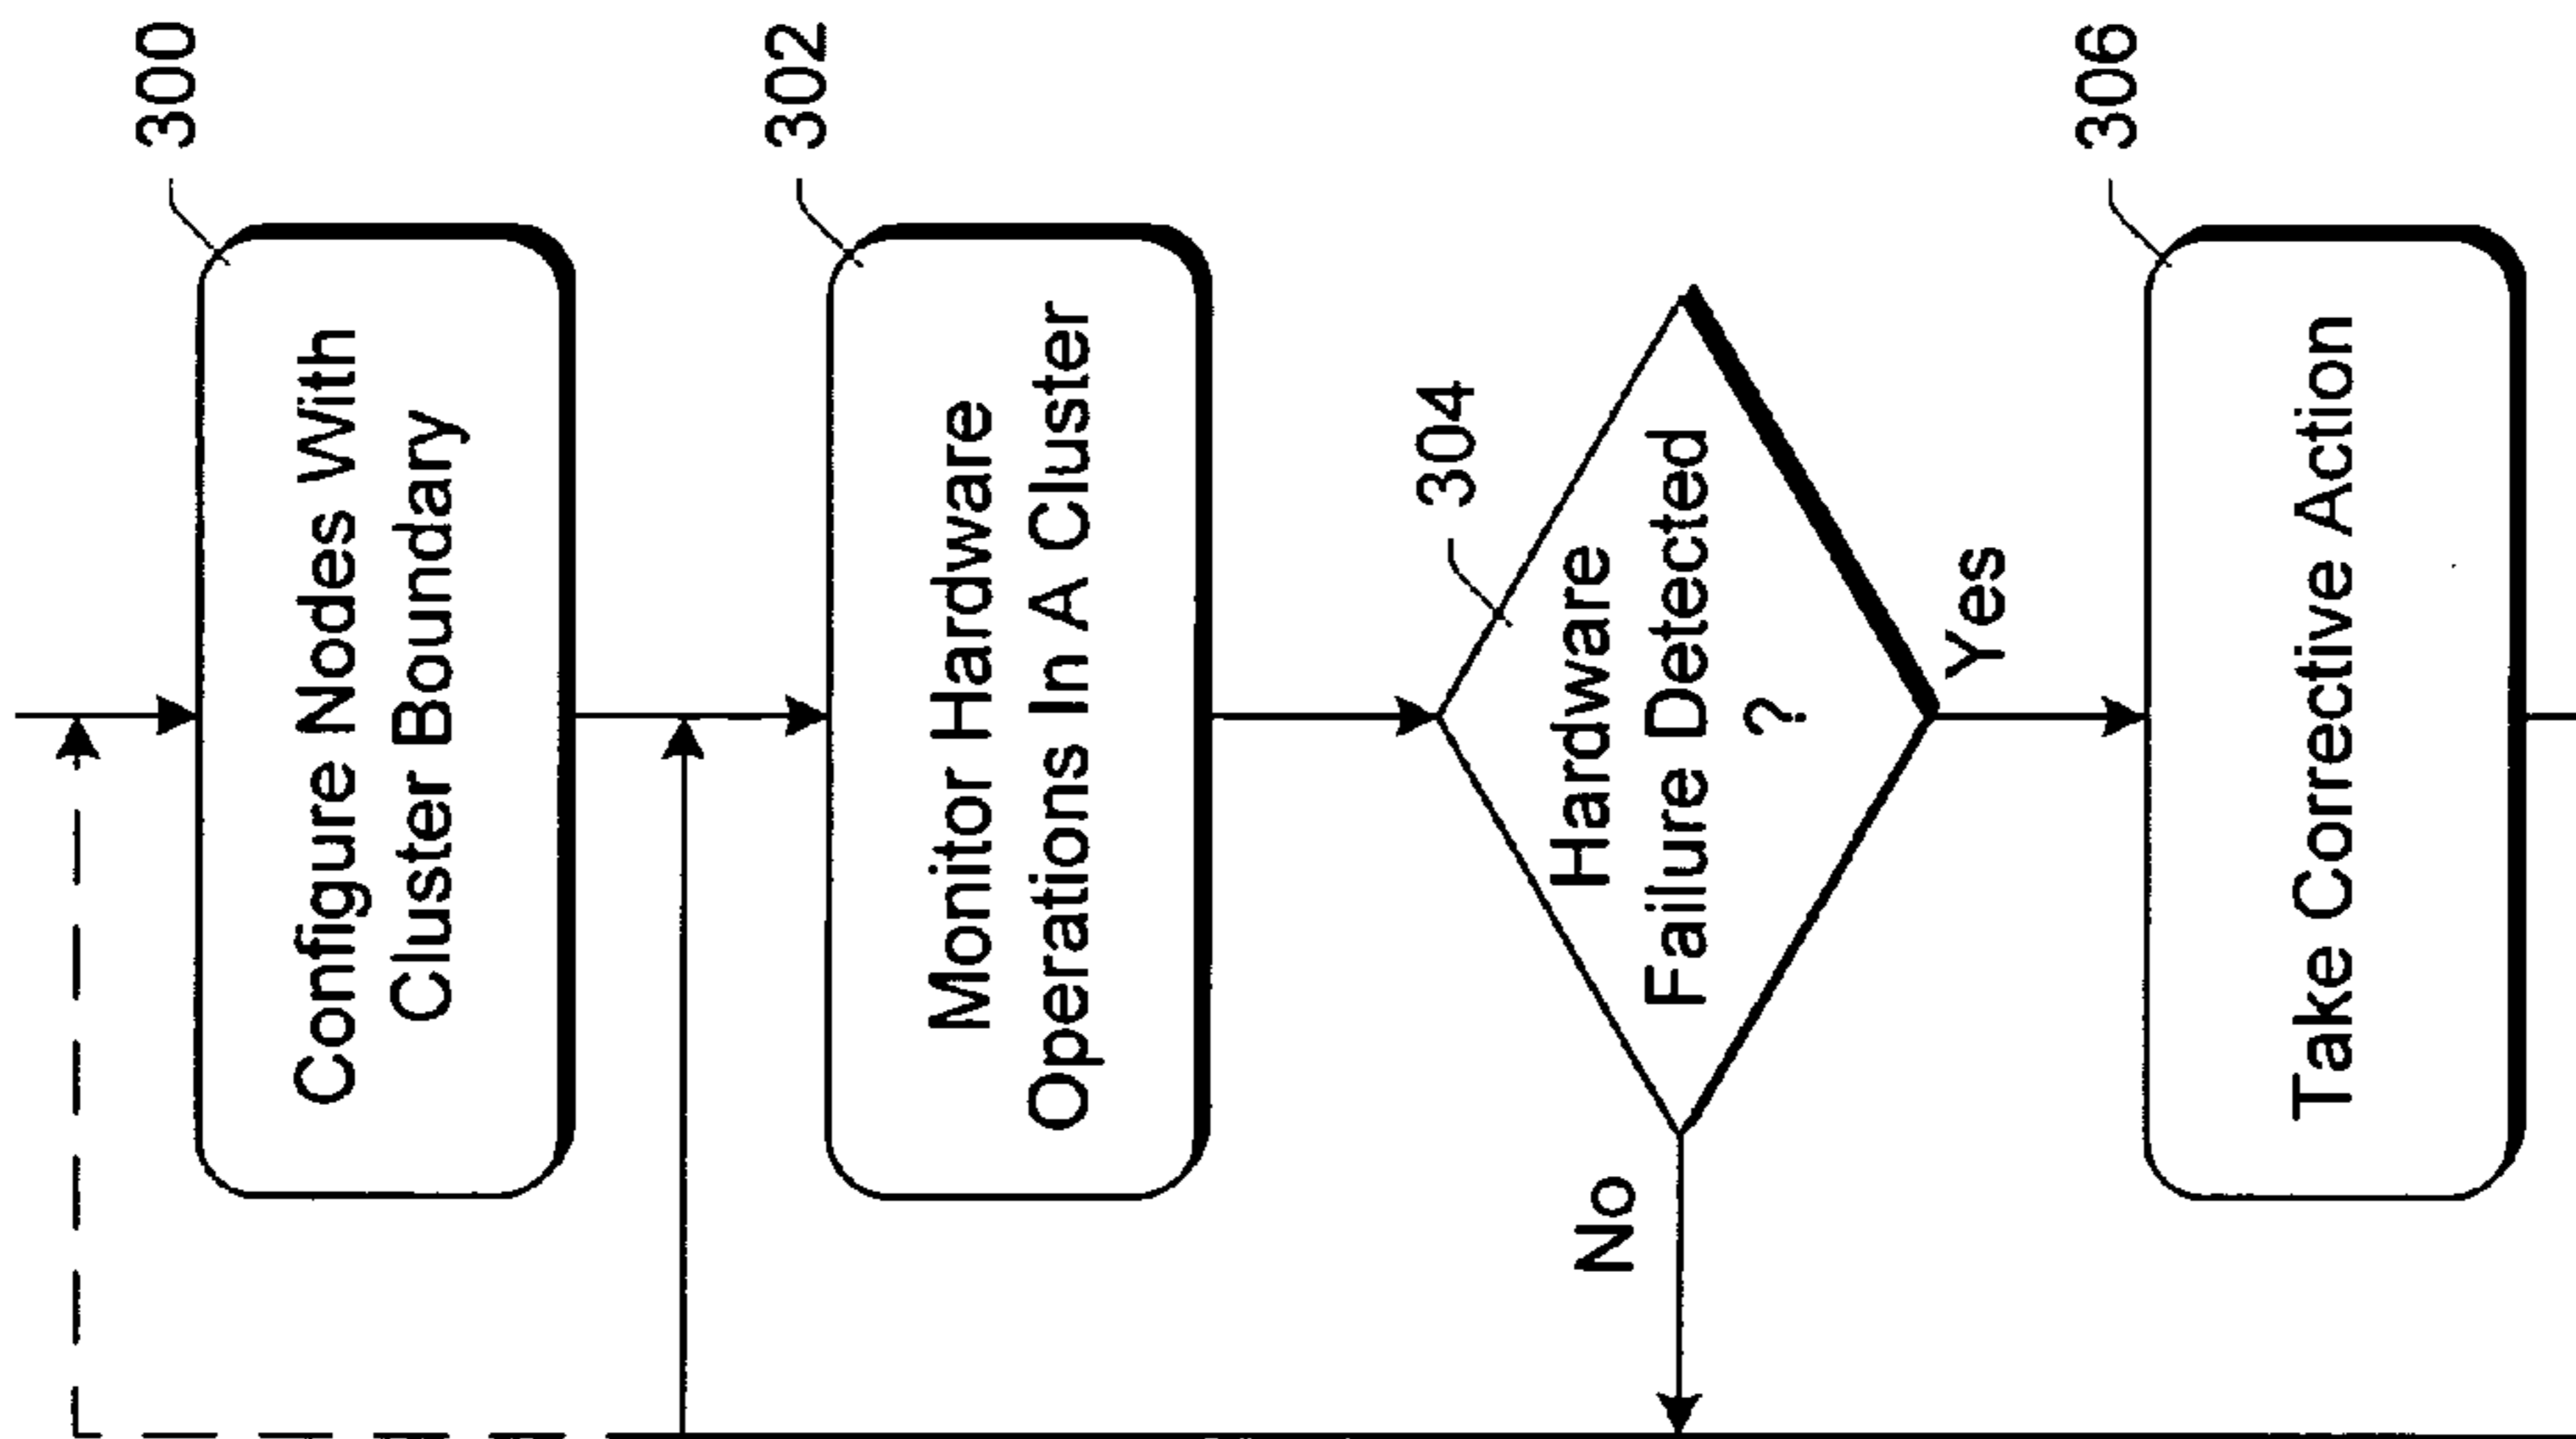 300
Configure Nodes With
Cluster Boundary
302
Monitor Hardware
Operations In A Cluster
304
Hardware
Failure Detected
?
No
Yes
306
Take Corrective Action